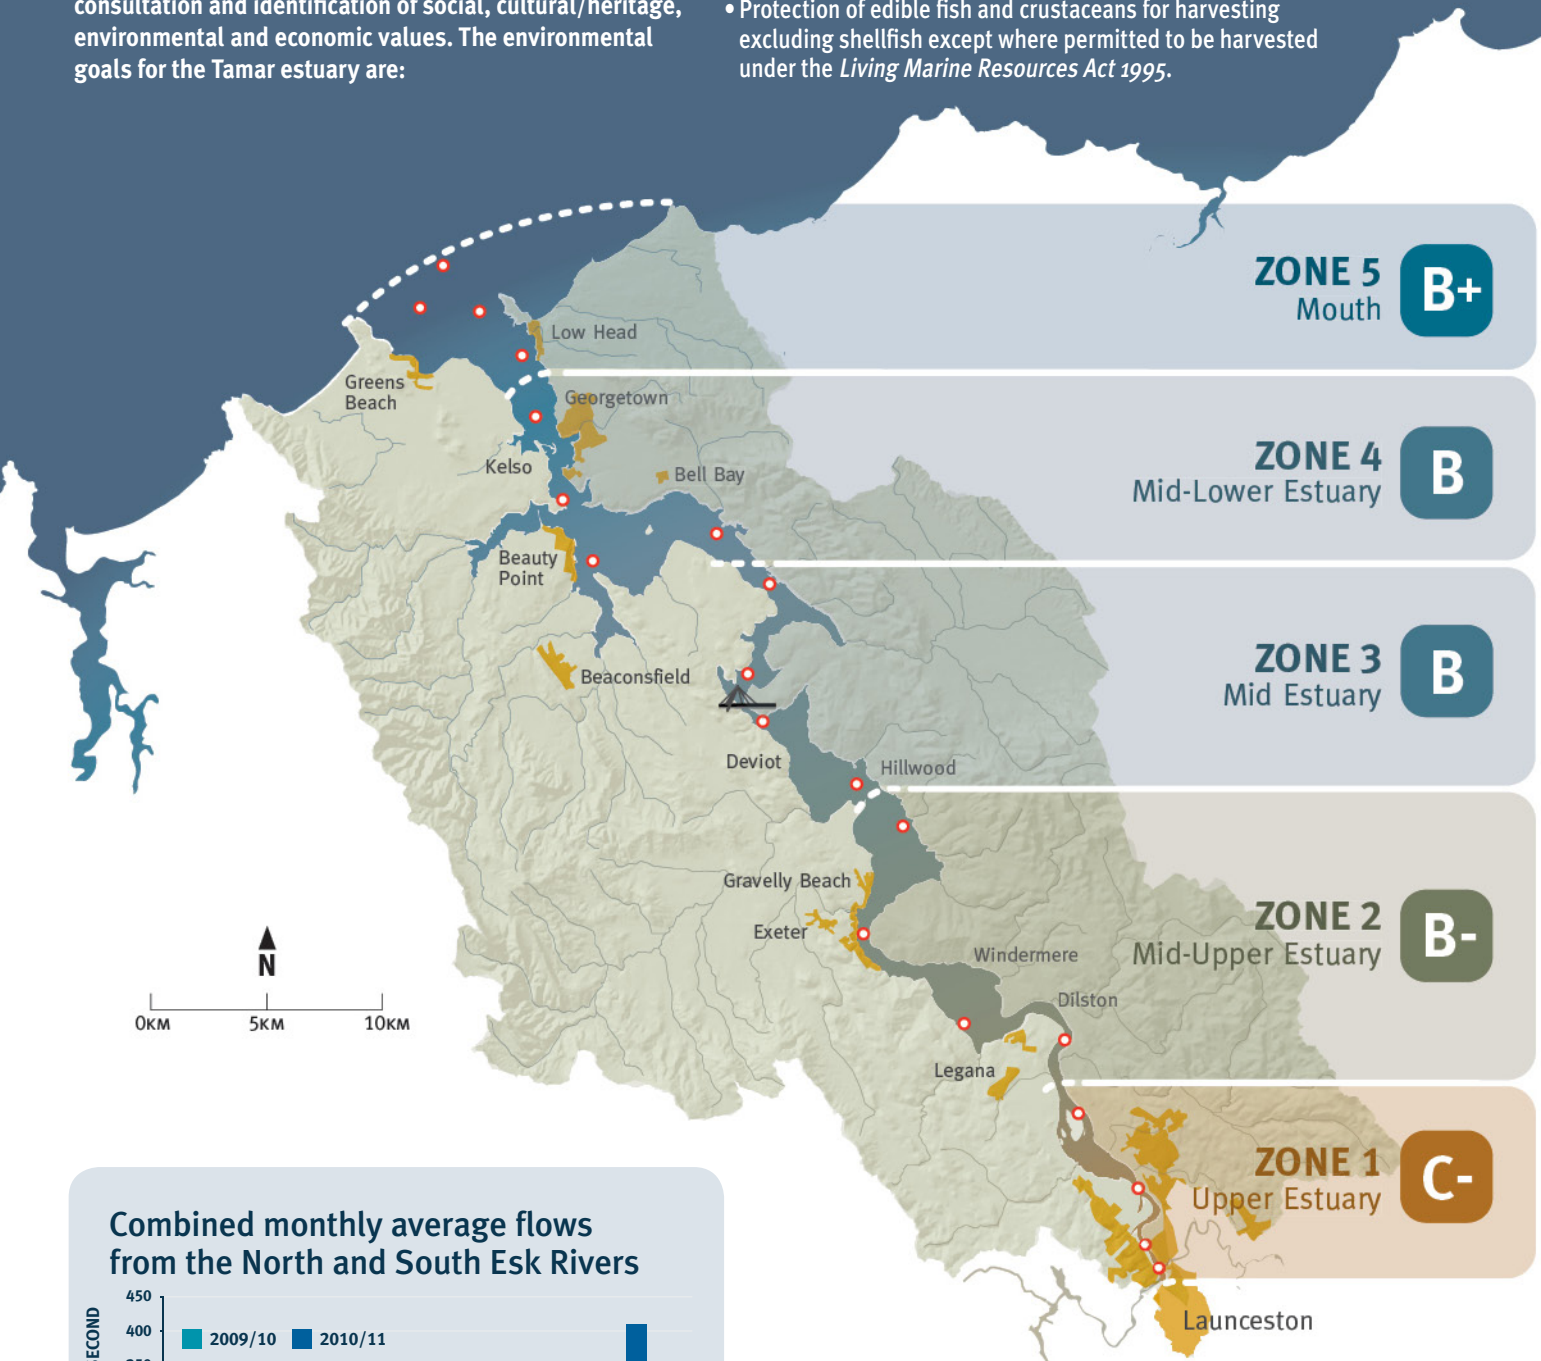 consultation and identification of social, cultural/heritage,
environmental and economic values. The environmental
goals for the Tamar estuary are:
• Protection of edible fish and crustaceans for harvesting
excluding shellfish except where permitted to be harvested
under the Living Marine Resources Act 1995.
ZONE 5
Mouth
B+
Low Head
Greens
Beach
Georgetown
ZONE 4
Mid-Lower Estuary
B
Kelso
Bell Bay
Beauty
Point
ZONE 3
Mid Estuary
B
Beaconsfield
Deviot
Hillwood
Gravelly Beach
Exeter
ZONE 2
Mid-Upper Estuary
B-
Windermere
Dilston
N
0KM 5KM 10KM
Legana
ZONE 1
Upper Estuary
C-
Launceston
Combined monthly average flows
from the North and South Esk Rivers
450
400
2009/10 2010/11